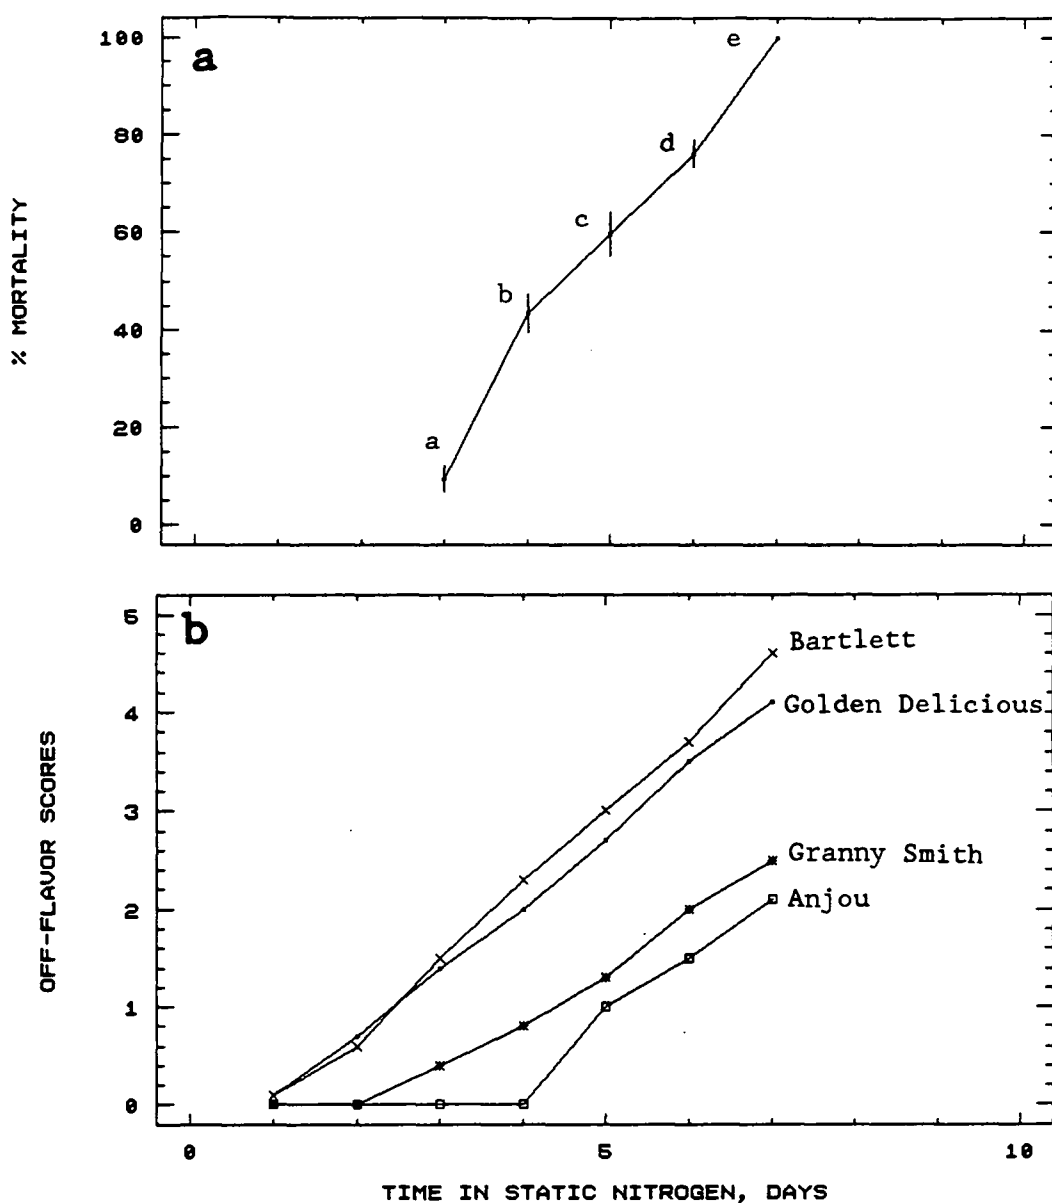 a
100
80
60
40
20
0
% MORTALITY
a
b
c
d
e
b
5
4
3
2
1
0
OFF-FLAVOR SCORES
Bartlett
Golden Delicious
Granny Smith
Anjou
0 5 10
TIME IN STATIC NITROGEN, DAYS